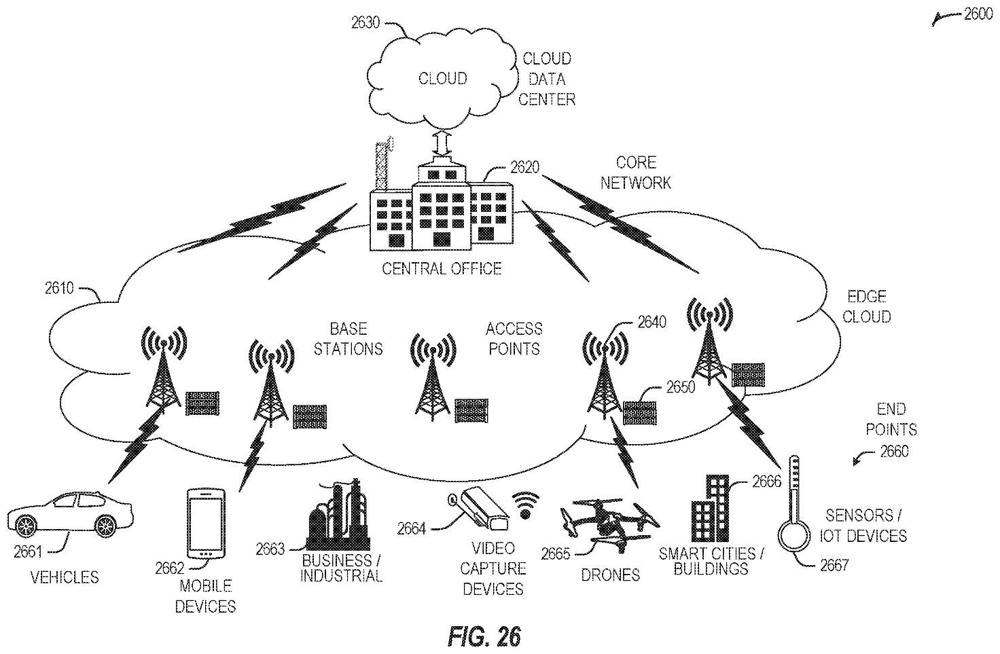 2600
2630
CLOUD
CLOUD
DATA
CENTER
2620
CORE
NETWORK
CENTRAL OFFICE
2610
EDGE
CLOUD
BASE
STATIONS
ACCESS
POINTS
2640
2650
END
POINTS
2660
2661
VEHICLES
2662
MOBILE
DEVICES
2663
BUSINESS /
INDUSTRIAL
2664
VIDEO
CAPTURE
DEVICES
2665
DRONES
2666
SMART CITIES /
BUILDINGS
SENSORS /
IOT DEVICES
2667
FIG. 26